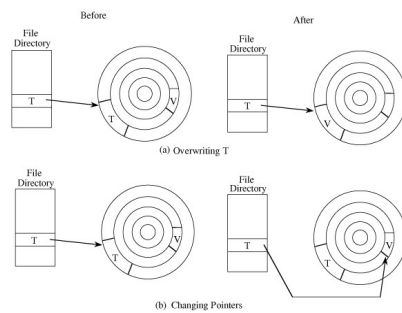 Before
After
File
Directory
T
T
V
File
Directory
T
V
(a) Overwriting T
File
Directory
T
T
V
File
Directory
T
T
V
(b) Changing Pointers